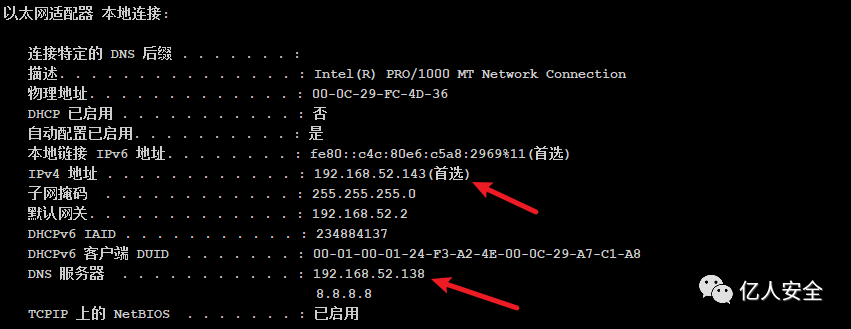 以太网适配器 本地连接:
连接特定的 DNS 后缀 . . . . . . . :
描述. . . . . . . . . . . . . . . : Intel(R) PRO/1000 MT Network Connection
物理地址. . . . . . . . . . . . . : 00-0C-29-FC-4D-36
DHCP 已启用 . . . . . . . . . . . : 否
自动配置已启用. . . . . . . . . . : 是
本地链接 IPv6 地址. . . . . . . . : fe80::c4c:80e6:c5a8:2969%11(首选)
IPv4 地址 . . . . . . . . . . . . : 192.168.52.143(首选)
子网掩码 . . . . . . . . . . . . : 255.255.255.0
默认网关. . . . . . . . . . . . . : 192.168.52.2
DHCPv6 IAID . . . . . . . . . . . : 234884137
DHCPv6 客户端 DUID . . . . . . . : 00-01-00-01-24-F3-A2-4E-00-0C-29-A7-C1-A8
DNS 服务器 . . . . . . . . . . . : 192.168.52.138
8.8.8.8
TCPIP 上的 NetBIOS . . . . . . . : 已启用
亿人安全